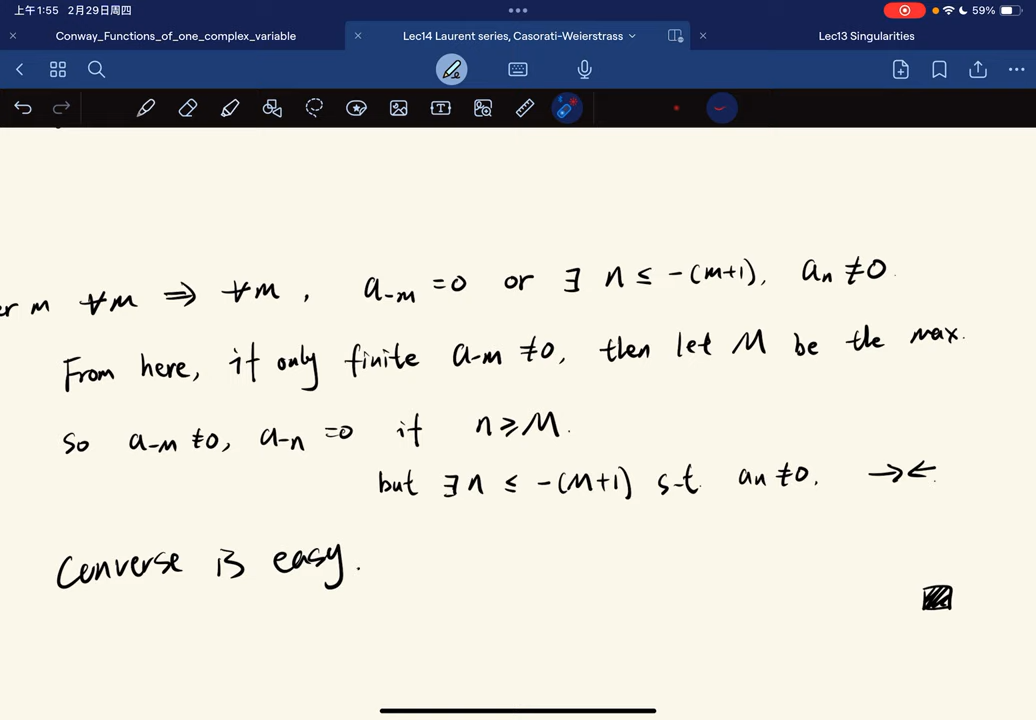 上午1:55 2月29日周四
59%
Conway_Functions_of_one_complex_variable
Lec14 Laurent series, Casorati-Weierstrass
Lec13 Singularities
er m ∀m ⇒ ∀m, a₋ₘ = 0 or ∃ n ≤ -(m+1), aₙ ≠ 0.
From here, if only finite a₋ₘ ≠ 0, then let M be the max.
So a₋M ≠ 0, a₋ₙ = 0 if n ≥ M.
but ∃ n ≤ -(M+1) s.t. aₙ ≠ 0. →←
Converse is easy.